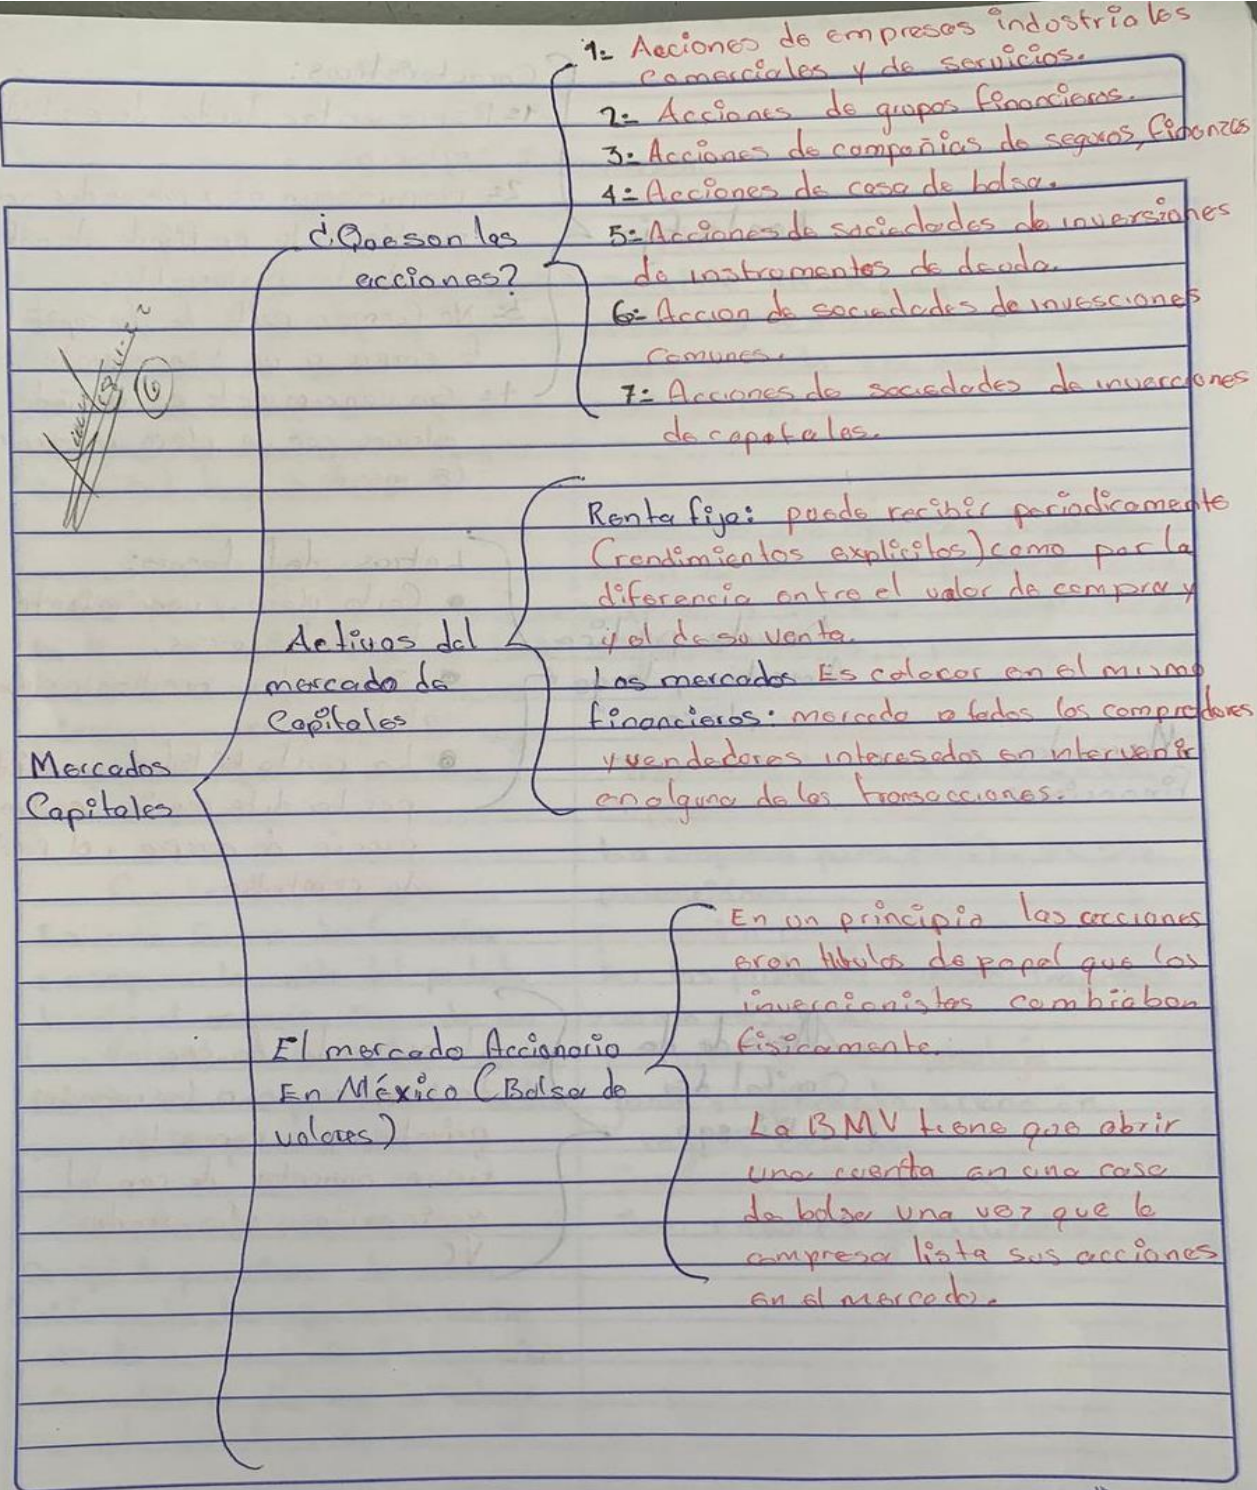 1= Acciones de empresas industriales
comerciales y de servicios.
2= Acciones de grupos financieros.
3= Acciones de compañias de seguros, fibanzas
4= Acciones de casa de bolsa.
5= Acciones de sociedades de inversiones
de instromentos de deuda.
6= Accion de sociedades de invesciones
comunes.
7= Acciones de sociedades de inverciones
de capitales.
¿Que son las
acciones?
Renta fija: puede recibir periodicamente
(rendimientos explícitos) como por la
diferencia entre el valor de compra y
y el de su venta.
Los mercados Es colocar en el mismo
financieros: mercado a todos los compradores
y vendedores interesados en intervenir
en alguna de las transacciones.
Activos del
mercado de
Capitales
Mercados
Capitales
En un principio las acciones
eran titulos de papel que los
invercionistas cambiaban
fisicamente.
El mercado Accionario
En México (Bolsa de
valores)
La BMV tiene que abrir
una cuenta en una casa
de bolsa una vez que la
empresa lista sus acciones
en el mercado.
6